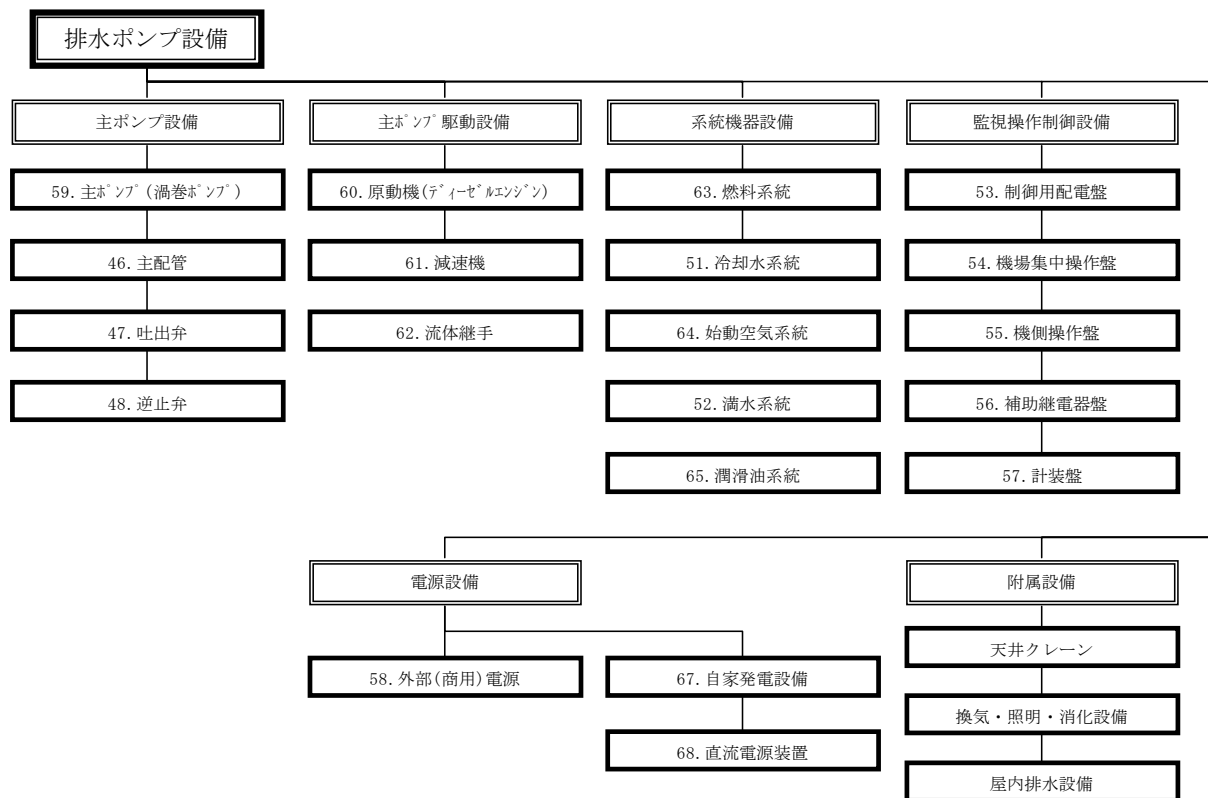 排水ポンプ設備
主ポンプ設備
主ﾎﾟﾝﾌﾟ駆動設備
系統機器設備
監視操作制御設備
59.主ﾎﾟﾝﾌﾟ(渦巻ﾎﾟﾝﾌﾟ)
60.原動機(ﾃﾞｨｰｾﾞﾙｴﾝｼﾞﾝ)
63.燃料系統
53.制御用配電盤
46.主配管
61.減速機
51.冷却水系統
54.機場集中操作盤
47.吐出弁
62.流体継手
64.始動空気系統
55.機側操作盤
48.逆止弁
52.満水系統
56.補助継電器盤
65.潤滑油系統
57.計装盤
電源設備
附属設備
天井クレーン
58.外部(商用)電源
67.自家発電設備
換気・照明・消化設備
68.直流電源装置
屋内排水設備